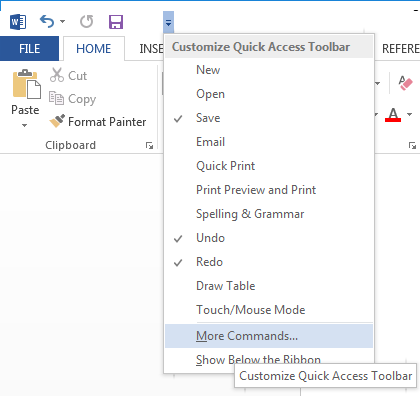 Customize Quick Access Toolbar
FILE HOME INSE REFERE
New
Open
Save
Email
Quick Print
Print Preview and Print
Spelling & Grammar
Undo
Redo
Draw Table
Touch/Mouse Mode
More Commands...
Show Below the Ribbon
Customize Quick Access Toolbar
Paste
Cut
Copy
Format Painter
Clipboard
A